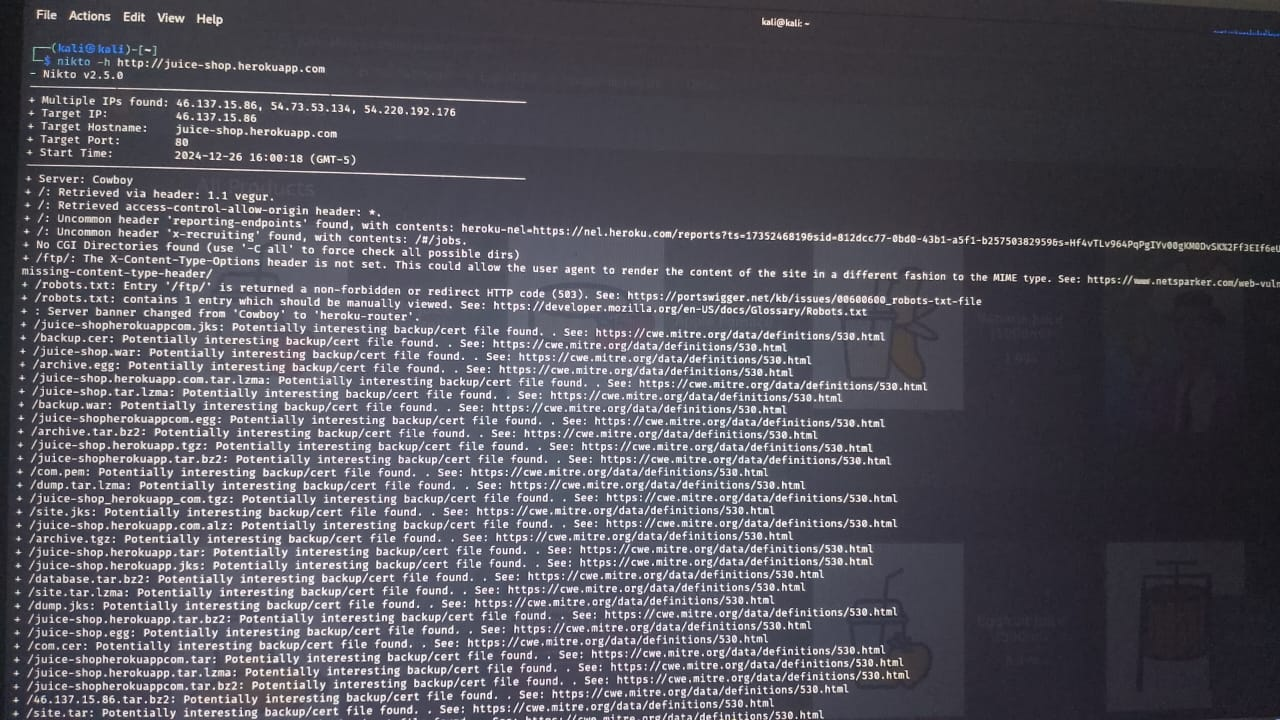 File Actions Edit View Help
kali@kali: ~
(kali㉿kali)-[~]
$ nikto -h http://juice-shop.herokuapp.com
- Nikto v2.5.0
+ Multiple IPs found: 46.137.15.86, 54.73.53.134, 54.220.192.176
+ Target IP: 46.137.15.86
+ Target Hostname: juice-shop.herokuapp.com
+ Target Port: 80
+ Start Time: 2024-12-26 16:00:18 (GMT-5)
+ Server: Cowboy
+ /: Retrieved via header: 1.1 vegur.
+ /: Retrieved access-control-allow-origin header: *.
+ /: Uncommon header 'reporting-endpoints' found, with contents: heroku-nel=https://nel.heroku.com/reports?ts=1735246819&sid=812dcc77-0bd0-43b1-a5f1-b257503829596s=
+ /: Uncommon header 'x-recruiting' found, with contents: /#/jobs.
+ No CGI Directories found (use '-C all' to force check all possible dirs)
+ /ftp/: The X-Content-Type-Options header is not set. This could allow the user agent to render the content of the site in a different fashion to the MIME type. See: https://www.netsparker.com/web-vuln
missing-content-type-header/
+ /robots.txt: Entry '/ftp/' is returned a non-forbidden or redirect HTTP code (503). See: https://portswigger.net/kb/issues/00600600_robots-txt-file
+ /robots.txt: contains 1 entry which should be manually viewed. See: https://developer.mozilla.org/en-US/docs/Glossary/Robots.txt
+ : Server banner changed from 'Cowboy' to 'heroku-router'.
+ /juice-shopherokuappcom.jks: Potentially interesting backup/cert file found. . See: https://cwe.mitre.org/data/definitions/530.html
+ /backup.cer: Potentially interesting backup/cert file found. . See: https://cwe.mitre.org/data/definitions/530.html
+ /juice-shop.war: Potentially interesting backup/cert file found. . See: https://cwe.mitre.org/data/definitions/530.html
+ /archive.egg: Potentially interesting backup/cert file found. . See: https://cwe.mitre.org/data/definitions/530.html
+ /juice-shop.herokuapp.com.tar.lzma: Potentially interesting backup/cert file found. . See: https://cwe.mitre.org/data/definitions/530.html
+ /juice-shop.tar.lzma: Potentially interesting backup/cert file found. . See: https://cwe.mitre.org/data/definitions/530.html
+ /backup.war: Potentially interesting backup/cert file found. . See: https://cwe.mitre.org/data/definitions/530.html
+ /juice-shopherokuappcom.egg: Potentially interesting backup/cert file found. . See: https://cwe.mitre.org/data/definitions/530.html
+ /archive.tar.bz2: Potentially interesting backup/cert file found. . See: https://cwe.mitre.org/data/definitions/530.html
+ /juice-shop.herokuapp.tgz: Potentially interesting backup/cert file found. . See: https://cwe.mitre.org/data/definitions/530.html
+ /juice-shopherokuapp.tar.bz2: Potentially interesting backup/cert file found. . See: https://cwe.mitre.org/data/definitions/530.html
+ /com.pem: Potentially interesting backup/cert file found. . See: https://cwe.mitre.org/data/definitions/530.html
+ /dump.tar.lzma: Potentially interesting backup/cert file found. . See: https://cwe.mitre.org/data/definitions/530.html
+ /juice-shop_herokuapp_com.tgz: Potentially interesting backup/cert file found. . See: https://cwe.mitre.org/data/definitions/530.html
+ /site.jks: Potentially interesting backup/cert file found. . See: https://cwe.mitre.org/data/definitions/530.html
+ /juice-shop.herokuapp.com.alz: Potentially interesting backup/cert file found. . See: https://cwe.mitre.org/data/definitions/530.html
+ /archive.tgz: Potentially interesting backup/cert file found. . See: https://cwe.mitre.org/data/definitions/530.html
+ /juice-shop.herokuapp.tar: Potentially interesting backup/cert file found. . See: https://cwe.mitre.org/data/definitions/530.html
+ /juice-shop.herokuapp.jks: Potentially interesting backup/cert file found. . See: https://cwe.mitre.org/data/definitions/530.html
+ /database.tar.bz2: Potentially interesting backup/cert file found. . See: https://cwe.mitre.org/data/definitions/530.html
+ /site.tar.lzma: Potentially interesting backup/cert file found. . See: https://cwe.mitre.org/data/definitions/530.html
+ /dump.jks: Potentially interesting backup/cert file found. . See: https://cwe.mitre.org/data/definitions/530.html
+ /juice-shop.herokuapp.tar.bz2: Potentially interesting backup/cert file found. . See: https://cwe.mitre.org/data/definitions/530.html
+ /juice-shop.egg: Potentially interesting backup/cert file found. . See: https://cwe.mitre.org/data/definitions/530.html
+ /com.cer: Potentially interesting backup/cert file found. . See: https://cwe.mitre.org/data/definitions/530.html
+ /juice-shopherokuappcom.tar: Potentially interesting backup/cert file found. . See: https://cwe.mitre.org/data/definitions/530.html
+ /juice-shop.herokuapp.tar.lzma: Potentially interesting backup/cert file found. . See: https://cwe.mitre.org/data/definitions/530.html
+ /juice-shopherokuappcom.tar.bz2: Potentially interesting backup/cert file found. . See: https://cwe.mitre.org/data/definitions/530.html
+ /46.137.15.86.tar.bz2: Potentially interesting backup/cert file found. . See: https://cwe.mitre.org/data/definitions/530.html
+ /site.tar: Potentially interesting backup/cert file found. . See: https://cwe.mitre.org/data/definitions/530.html